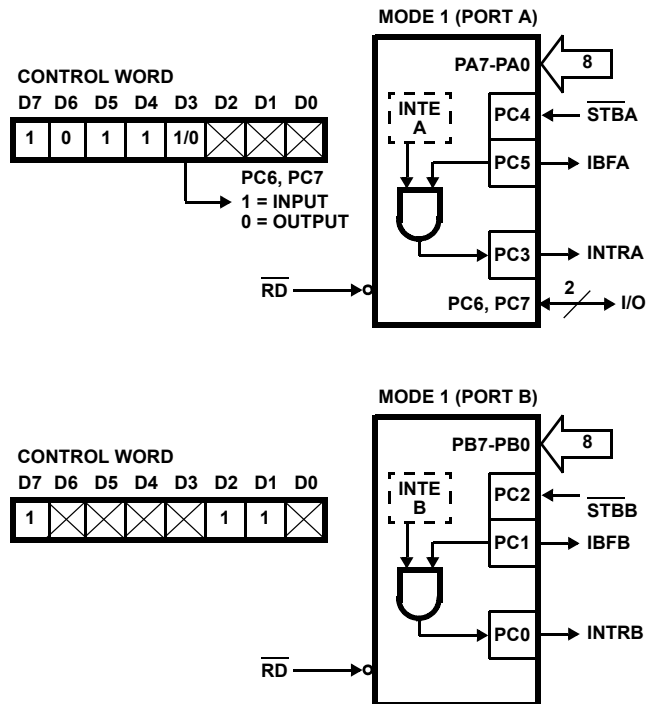 MODE 1 (PORT A)
CONTROL WORD
D7 D6 D5 D4 D3 D2 D1 D0
1 0 1 1 1/0
PC6, PC7
1 = INPUT
0 = OUTPUT
RD
PA7-PA0
8
INTE
A
PC4
STBA
PC5
IBFA
PC3
INTRA
PC6, PC7
2
I/O
MODE 1 (PORT B)
CONTROL WORD
D7 D6 D5 D4 D3 D2 D1 D0
1 1 1
RD
PB7-PB0
8
INTE
B
PC2
STBB
PC1
IBFB
PC0
INTRB